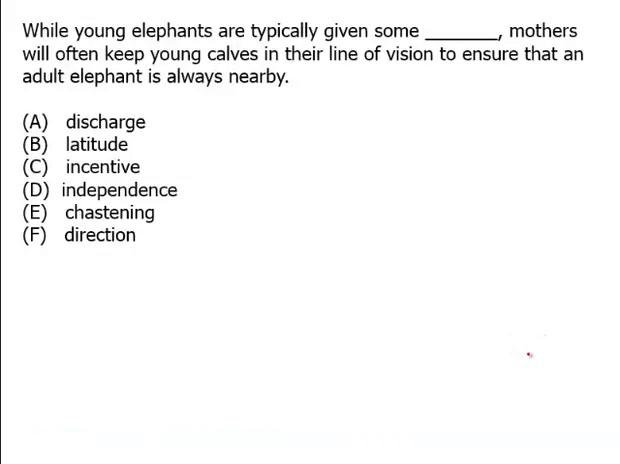 While young elephants are typically given some _______, mothers
will often keep young calves in their line of vision to ensure that an
adult elephant is always nearby.
(A) discharge
(B) latitude
(C) incentive
(D) independence
(E) chastening
(F) direction